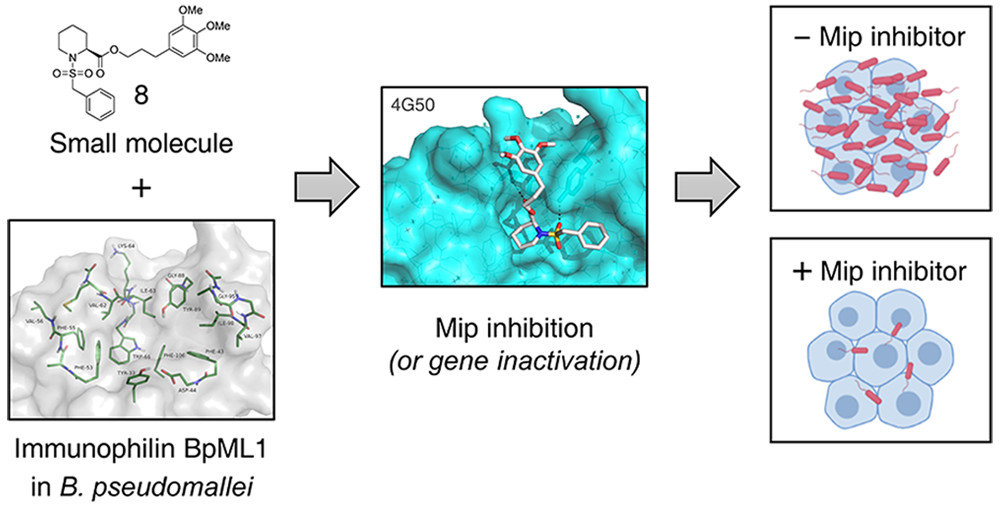 OMe
OMe
OMe
O
O
N
O=S=O
8
Small molecule
+
LYS-64
GLY-88
ILE-63
VAL-62
TYR-89
GLY-95
VAL-56
PHE-55
ILE-98
VAL-97
TRP-66
PHE-106
PHE-43
PHE-53
TYR-33
ASP-44
Immunophilin BpML1
in B. pseudomallei
4G50
Mip inhibition
(or gene inactivation)
− Mip inhibitor
+ Mip inhibitor